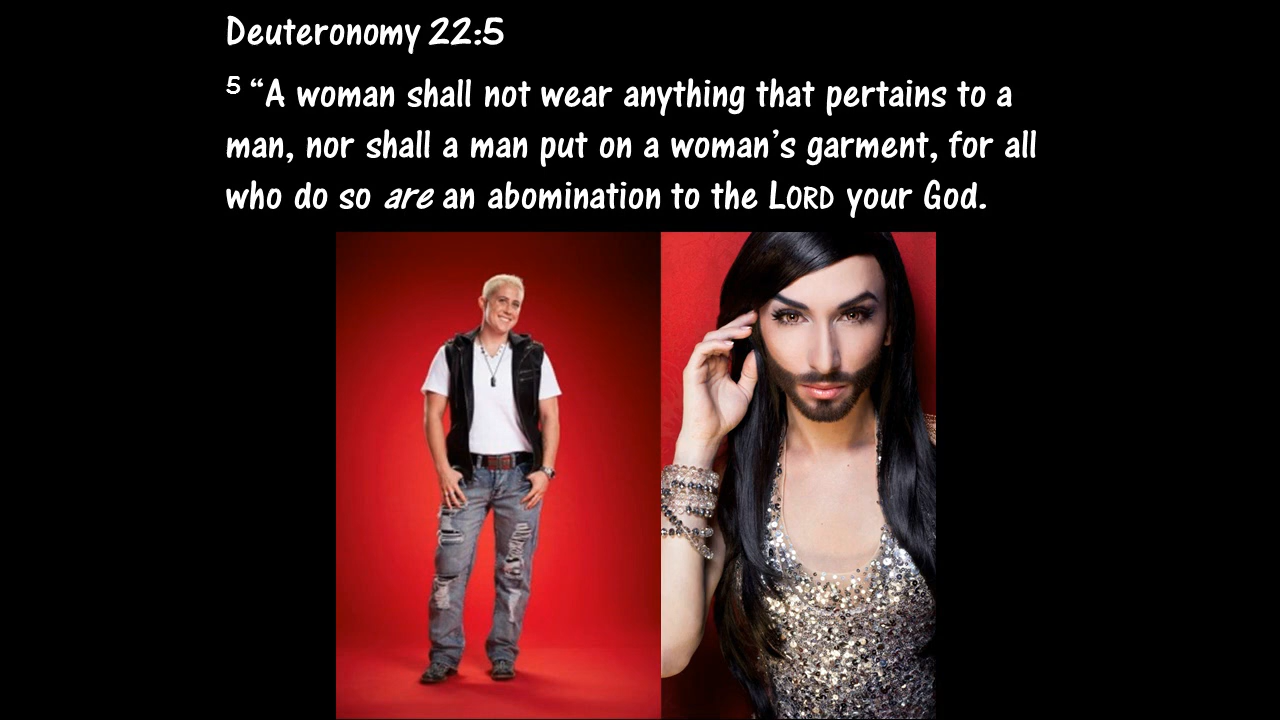 Deuteronomy 22:5
5 “A woman shall not wear anything that pertains to a
man, nor shall a man put on a woman’s garment, for all
who do so are an abomination to the LORD your God.